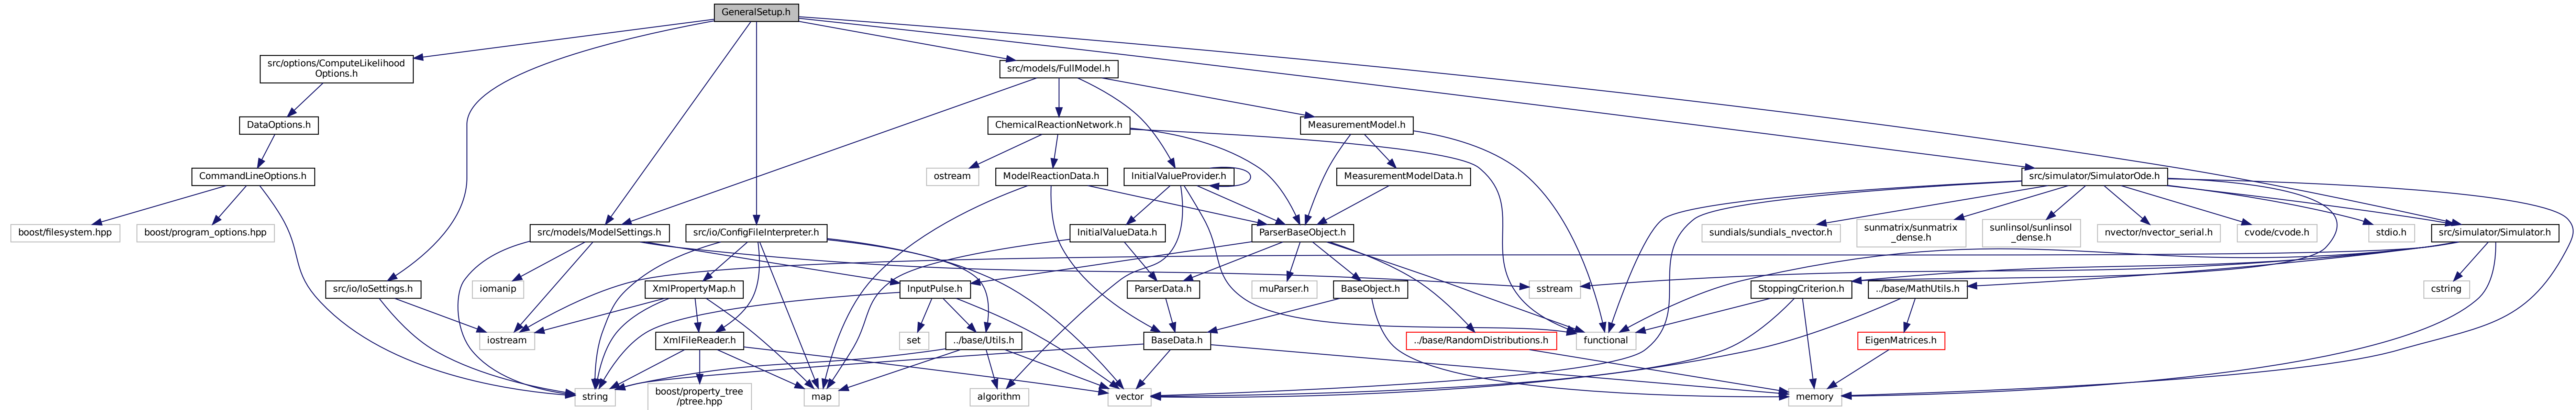 GeneralSetup.h
src/options/ComputeLikelihood
Options.h
src/models/FullModel.h
DataOptions.h
ChemicalReactionNetwork.h
MeasurementModel.h
CommandLineOptions.h
ostream
ModelReactionData.h
InitialValueProvider.h
MeasurementModelData.h
src/simulator/SimulatorOde.h
boost/filesystem.hpp
boost/program_options.hpp
src/models/ModelSettings.h
src/io/ConfigFileInterpreter.h
InitialValueData.h
ParserBaseObject.h
sundials/sundials_nvector.h
sunmatrix/sunmatrix
_dense.h
sunlinsol/sunlinsol
_dense.h
nvector/nvector_serial.h
cvode/cvode.h
stdio.h
src/simulator/Simulator.h
src/io/IoSettings.h
iomanip
XmlPropertyMap.h
InputPulse.h
ParserData.h
muParser.h
BaseObject.h
sstream
StoppingCriterion.h
../base/MathUtils.h
cstring
iostream
XmlFileReader.h
set
../base/Utils.h
BaseData.h
../base/RandomDistributions.h
functional
EigenMatrices.h
string
boost/property_tree
/ptree.hpp
map
algorithm
vector
memory